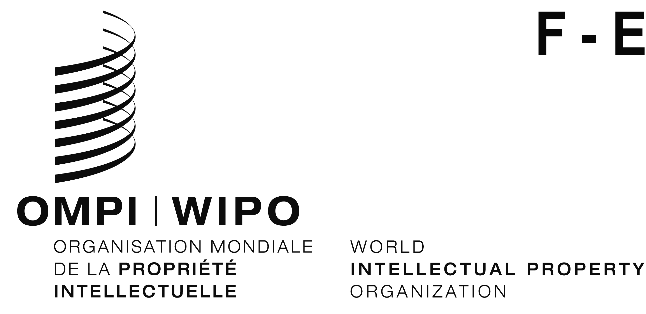 F - E
OMPI | WIPO
ORGANISATION MONDIALE
DE LA PROPRIÉTÉ
INTELLECTUELLE
WORLD
INTELLECTUAL PROPERTY
ORGANIZATION